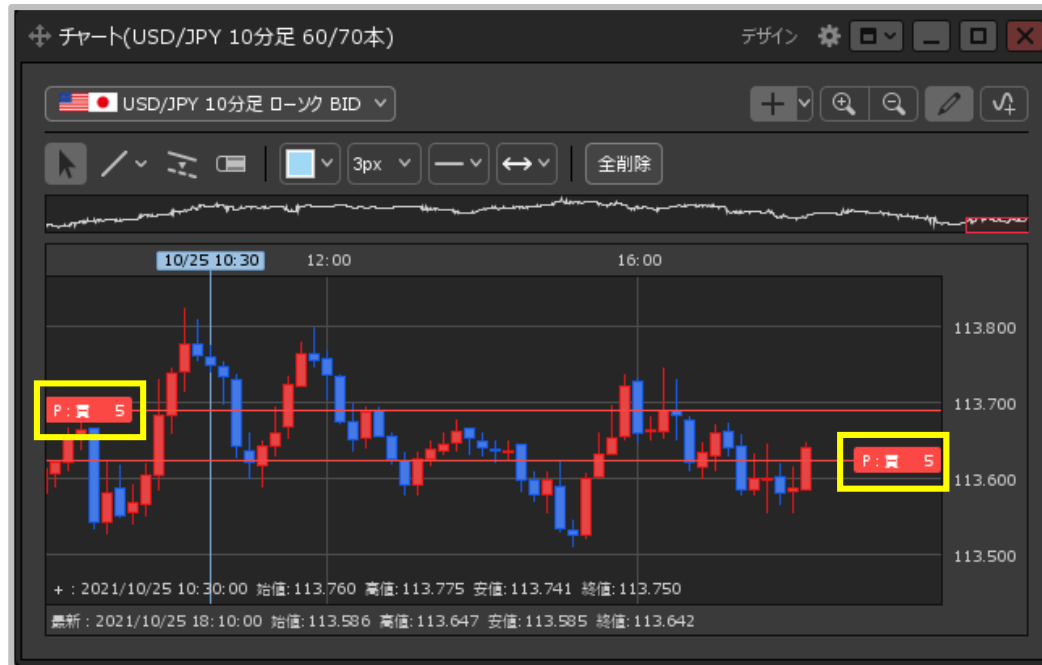 チャート(USD/JPY 10分足 60/70本)
デザイン
USD/JPY 10分足 ローソク BID
3px
全削除
10/25 10:30 12:00 16:00
113.800
P:買 5
113.700
P:買 5
113.600
113.500
+ : 2021/10/25 10:30:00 始値:113.760 高値:113.775 安値:113.741 終値:113.750
最新 : 2021/10/25 18:10:00 始値:113.586 高値:113.647 安値:113.585 終値:113.642